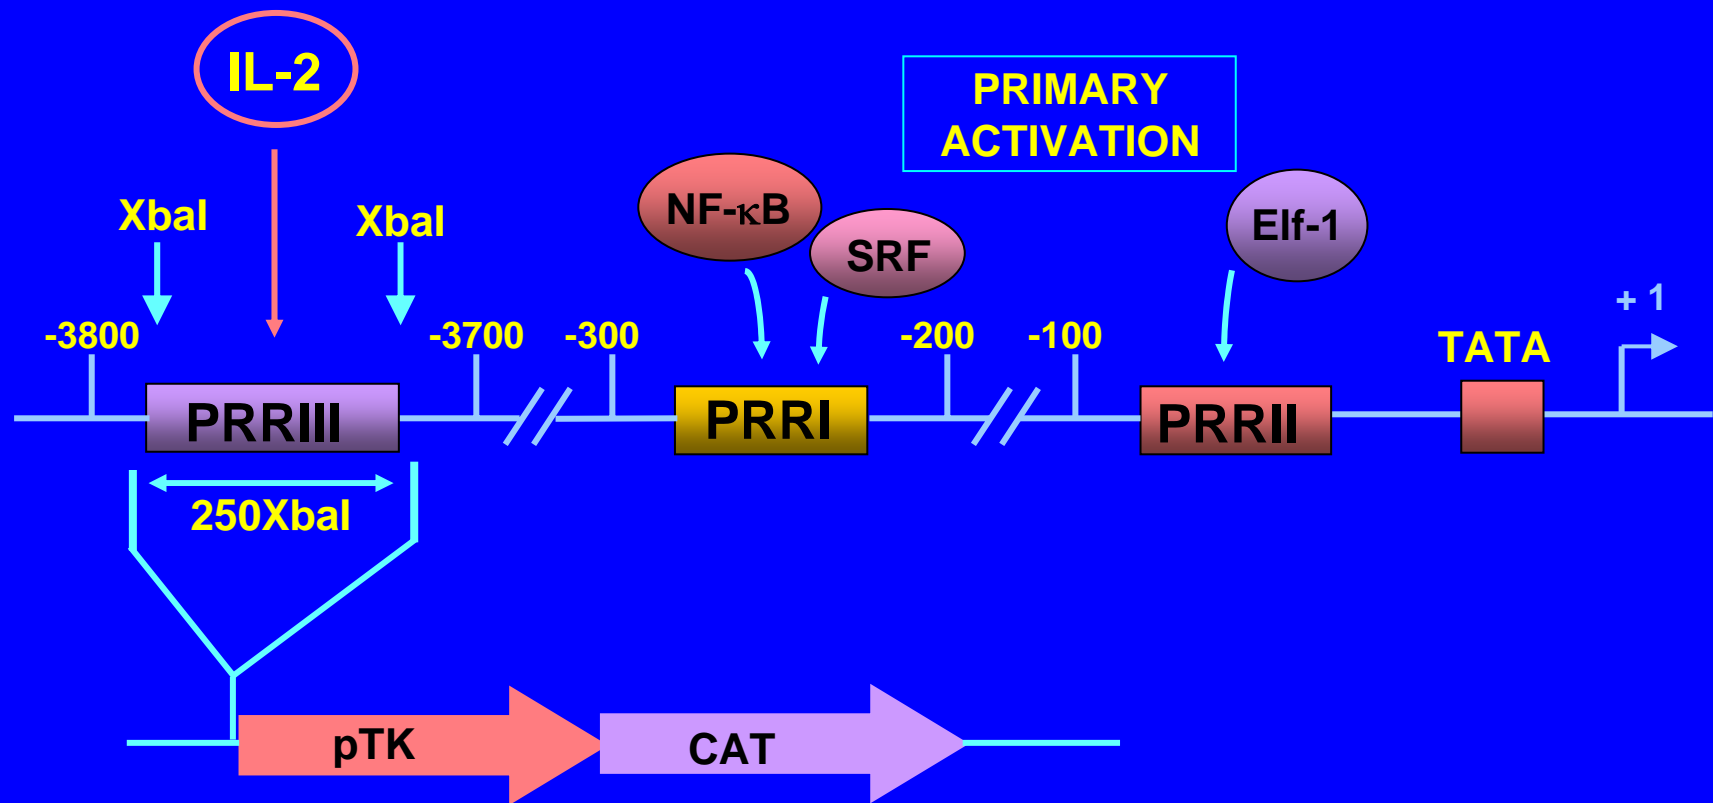 IL-2
PRIMARY
ACTIVATION
XbaI
XbaI
NF-κB
SRF
Elf-1
-3800
-3700
-300
-200
-100
TATA
+ 1
PRRIII
PRRI
PRRII
250XbaI
pTK
CAT